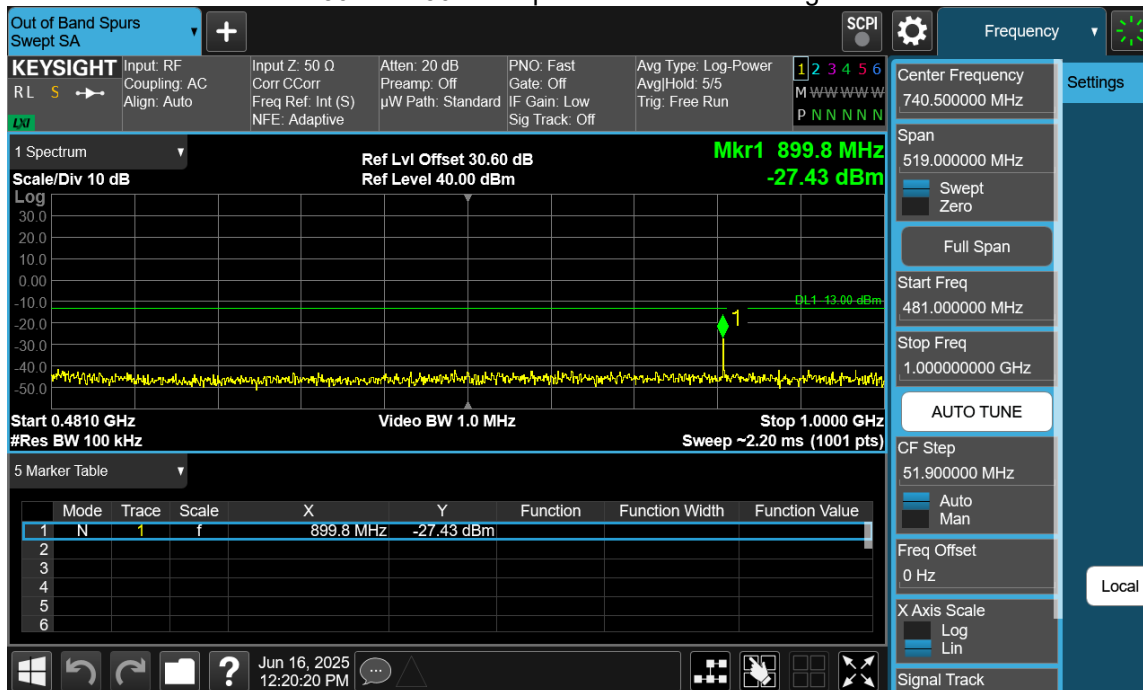 Out of Band Spurs
Swept SA
SCPI
Frequency
KEYSIGHT
RL S
LXI
Input: RF
Coupling: AC
Align: Auto
Input Z: 50 Ω
Corr CCorr
Freq Ref: Int (S)
NFE: Adaptive
Atten: 20 dB
Preamp: Off
µW Path: Standard
PNO: Fast
Gate: Off
IF Gain: Low
Sig Track: Off
Avg Type: Log-Power
Avg|Hold: 5/5
Trig: Free Run
1 2 3 4 5 6
M W W W W W
P N N N N N
1 Spectrum
Scale/Div 10 dB
Ref Lvl Offset 30.60 dB
Ref Level 40.00 dBm
Mkr1 899.8 MHz
-27.43 dBm
Log
30.0
20.0
10.0
0.00
-10.0
-20.0
-30.0
-40.0
-50.0
DL1 -13.00 dBm
1
Start 0.4810 GHz
#Res BW 100 kHz
Video BW 1.0 MHz
Stop 1.0000 GHz
Sweep ~2.20 ms (1001 pts)
5 Marker Table
Mode Trace Scale X Y Function Function Width Function Value
1 N 1 f 899.8 MHz -27.43 dBm
2
3
4
5
6
Jun 16, 2025
12:20:20 PM
Center Frequency
740.500000 MHz
Span
519.000000 MHz
Swept
Zero
Full Span
Start Freq
481.000000 MHz
Stop Freq
1.000000000 GHz
AUTO TUNE
CF Step
51.900000 MHz
Auto
Man
Freq Offset
0 Hz
X Axis Scale
Log
Lin
Signal Track
Settings
Local